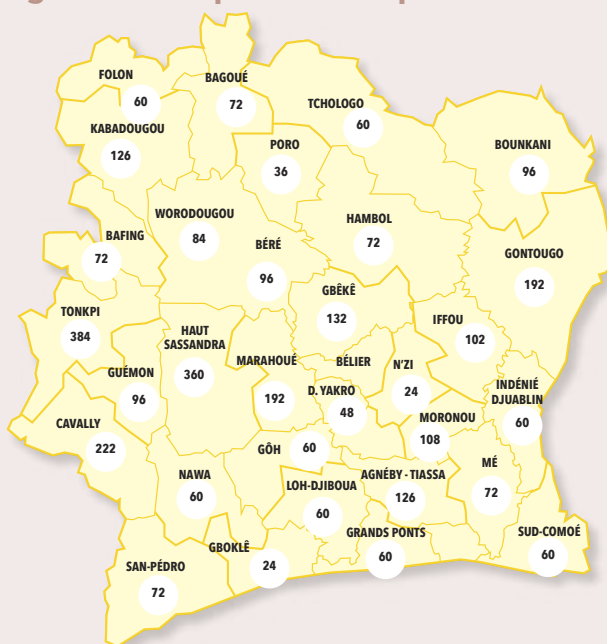 FOLON
60
BAGOUÉ
72
TCHOLOGO
60
KABADOUGOU
126
PORO
36
BOUNKANI
96
WORODOUGOU
84
HAMBOL
72
BAFING
72
BÉRÉ
96
GONTOUGO
192
GBÊKÊ
132
TONKPI
384
IFFOU
102
HAUT
SASSANDRA
360
MARAHOUÉ
192
BÉLIER
N'ZI
24
GUÉMON
96
D. YAKRO
48
INDÉNIÉ
DJUABLIN
60
MORONOU
108
CAVALLY
222
GÔH
60
NAWA
60
LOH-DJIBOUA
60
AGNÉBY - TIASSA
126
MÉ
72
GRANDS PONTS
60
SUD-COMOÉ
60
GBOKLÊ
24
SAN-PÉDRO
72